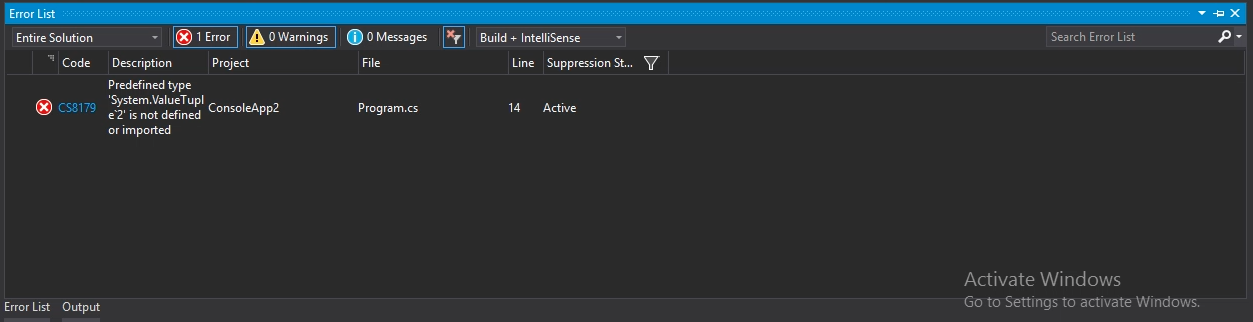 Error List
Entire Solution
1 Error
0 Warnings
0 Messages
Build + IntelliSense
Search Error List
Code Description Project File Line Suppression St...
Predefined type
'System.ValueTupl
CS8179 e`2' is not defined ConsoleApp2 Program.cs 14 Active
or imported
Activate Windows
Go to Settings to activate Windows.
Error List Output